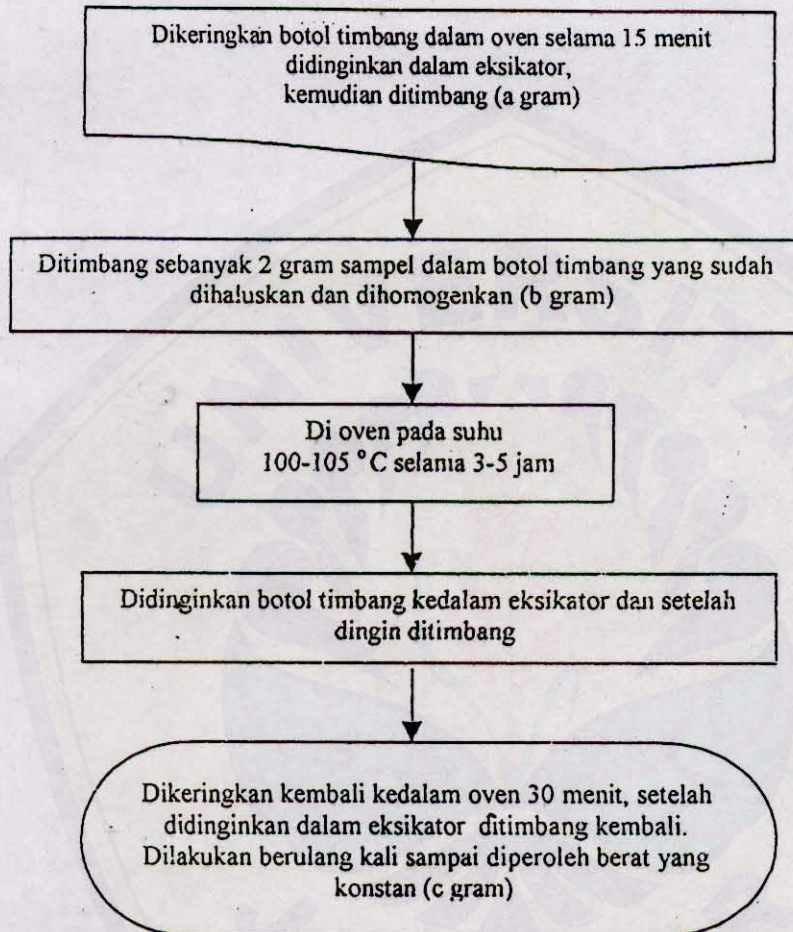 Dikeringkan botol timbang dalam oven selama 15 menit
didinginkan dalam eksikator,
kemudian ditimbang (a gram)
Ditimbang sebanyak 2 gram sampel dalam botol timbang yang sudah
dihaluskan dan dihomogenkan (b gram)
Di oven pada suhu
100-105 °C selama 3-5 jam
Didinginkan botol timbang kedalam eksikator dan setelah
dingin ditimbang
Dikeringkan kembali kedalam oven 30 menit, setelah
didinginkan dalam eksikator ditimbang kembali.
Dilakukan berulang kali sampai diperoleh berat yang
konstan (c gram)